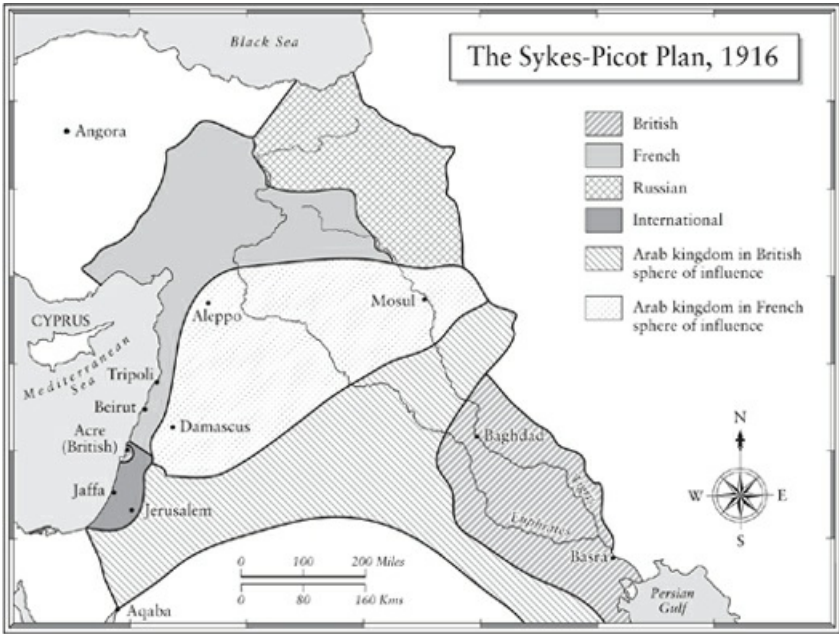 Black Sea
The Sykes-Picot Plan, 1916
Angora
British
French
Russian
International
Arab kingdom in British
sphere of influence
Arab kingdom in French
sphere of influence
CYPRUS
Mediterranean
Sea
Aleppo
Mosul
Tripoli
Beirut
Damascus
Acre
(British)
Baghdad
Jaffa
Jerusalem
Tigris
Euphrates
Basra
N
W
E
S
0 100 200 Miles
0 80 160 Kms
Aqaba
Persian
Gulf